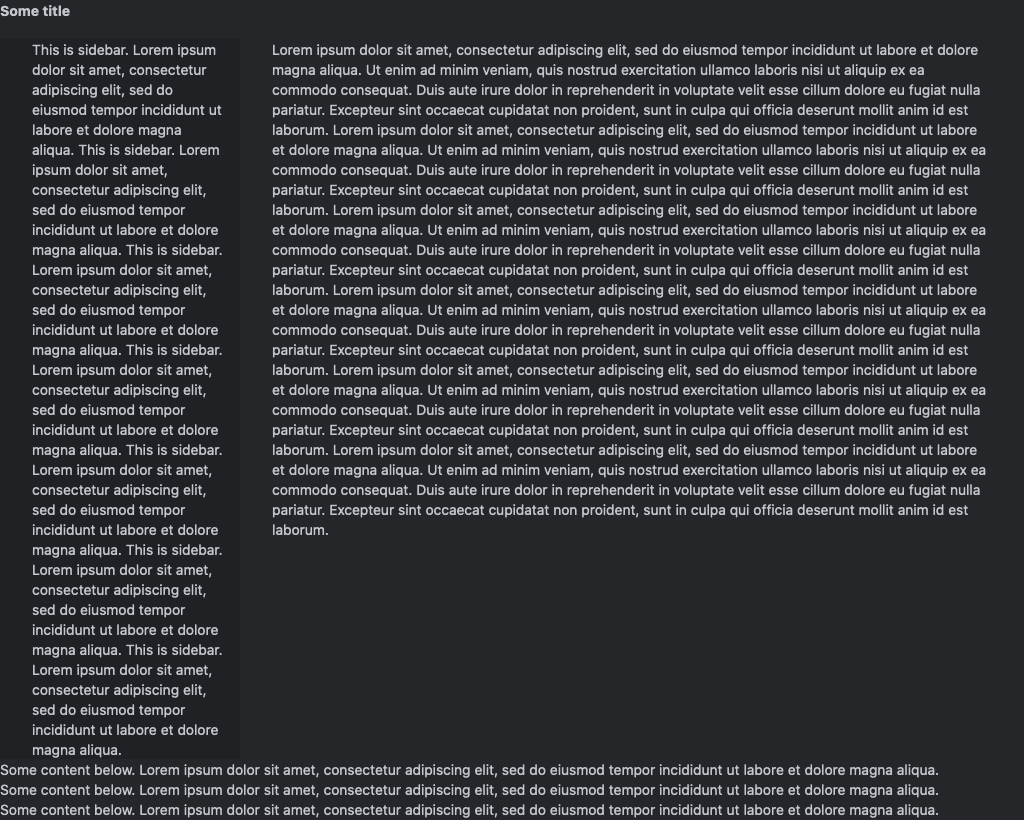 Some title
This is sidebar. Lorem ipsum
dolor sit amet, consectetur
adipiscing elit, sed do
eiusmod tempor incididunt ut
labore et dolore magna
aliqua. This is sidebar. Lorem
ipsum dolor sit amet,
consectetur adipiscing elit,
sed do eiusmod tempor
incididunt ut labore et dolore
magna aliqua. This is sidebar.
Lorem ipsum dolor sit amet,
consectetur adipiscing elit,
sed do eiusmod tempor
incididunt ut labore et dolore
magna aliqua. This is sidebar.
Lorem ipsum dolor sit amet,
consectetur adipiscing elit,
sed do eiusmod tempor
incididunt ut labore et dolore
magna aliqua. This is sidebar.
Lorem ipsum dolor sit amet,
consectetur adipiscing elit,
sed do eiusmod tempor
incididunt ut labore et dolore
magna aliqua. This is sidebar.
Lorem ipsum dolor sit amet,
consectetur adipiscing elit,
sed do eiusmod tempor
incididunt ut labore et dolore
magna aliqua. This is sidebar.
Lorem ipsum dolor sit amet,
consectetur adipiscing elit,
sed do eiusmod tempor
incididunt ut labore et dolore
magna aliqua.
Lorem ipsum dolor sit amet, consectetur adipiscing elit, sed do eiusmod tempor incididunt ut labore et dolore
magna aliqua. Ut enim ad minim veniam, quis nostrud exercitation ullamco laboris nisi ut aliquip ex ea
commodo consequat. Duis aute irure dolor in reprehenderit in voluptate velit esse cillum dolore eu fugiat nulla
pariatur. Excepteur sint occaecat cupidatat non proident, sunt in culpa qui officia deserunt mollit anim id est
laborum. Lorem ipsum dolor sit amet, consectetur adipiscing elit, sed do eiusmod tempor incididunt ut labore
et dolore magna aliqua. Ut enim ad minim veniam, quis nostrud exercitation ullamco laboris nisi ut aliquip ex ea
commodo consequat. Duis aute irure dolor in reprehenderit in voluptate velit esse cillum dolore eu fugiat nulla
pariatur. Excepteur sint occaecat cupidatat non proident, sunt in culpa qui officia deserunt mollit anim id est
laborum. Lorem ipsum dolor sit amet, consectetur adipiscing elit, sed do eiusmod tempor incididunt ut labore
et dolore magna aliqua. Ut enim ad minim veniam, quis nostrud exercitation ullamco laboris nisi ut aliquip ex ea
commodo consequat. Duis aute irure dolor in reprehenderit in voluptate velit esse cillum dolore eu fugiat nulla
pariatur. Excepteur sint occaecat cupidatat non proident, sunt in culpa qui officia deserunt mollit anim id est
laborum. Lorem ipsum dolor sit amet, consectetur adipiscing elit, sed do eiusmod tempor incididunt ut labore
et dolore magna aliqua. Ut enim ad minim veniam, quis nostrud exercitation ullamco laboris nisi ut aliquip ex ea
commodo consequat. Duis aute irure dolor in reprehenderit in voluptate velit esse cillum dolore eu fugiat nulla
pariatur. Excepteur sint occaecat cupidatat non proident, sunt in culpa qui officia deserunt mollit anim id est
laborum. Lorem ipsum dolor sit amet, consectetur adipiscing elit, sed do eiusmod tempor incididunt ut labore
et dolore magna aliqua. Ut enim ad minim veniam, quis nostrud exercitation ullamco laboris nisi ut aliquip ex ea
commodo consequat. Duis aute irure dolor in reprehenderit in voluptate velit esse cillum dolore eu fugiat nulla
pariatur. Excepteur sint occaecat cupidatat non proident, sunt in culpa qui officia deserunt mollit anim id est
laborum. Lorem ipsum dolor sit amet, consectetur adipiscing elit, sed do eiusmod tempor incididunt ut labore
et dolore magna aliqua. Ut enim ad minim veniam, quis nostrud exercitation ullamco laboris nisi ut aliquip ex ea
commodo consequat. Duis aute irure dolor in reprehenderit in voluptate velit esse cillum dolore eu fugiat nulla
pariatur. Excepteur sint occaecat cupidatat non proident, sunt in culpa qui officia deserunt mollit anim id est
laborum.
Some content below. Lorem ipsum dolor sit amet, consectetur adipiscing elit, sed do eiusmod tempor incididunt ut labore et dolore magna aliqua.
Some content below. Lorem ipsum dolor sit amet, consectetur adipiscing elit, sed do eiusmod tempor incididunt ut labore et dolore magna aliqua.
Some content below. Lorem ipsum dolor sit amet, consectetur adipiscing elit, sed do eiusmod tempor incididunt ut labore et dolore magna aliqua.